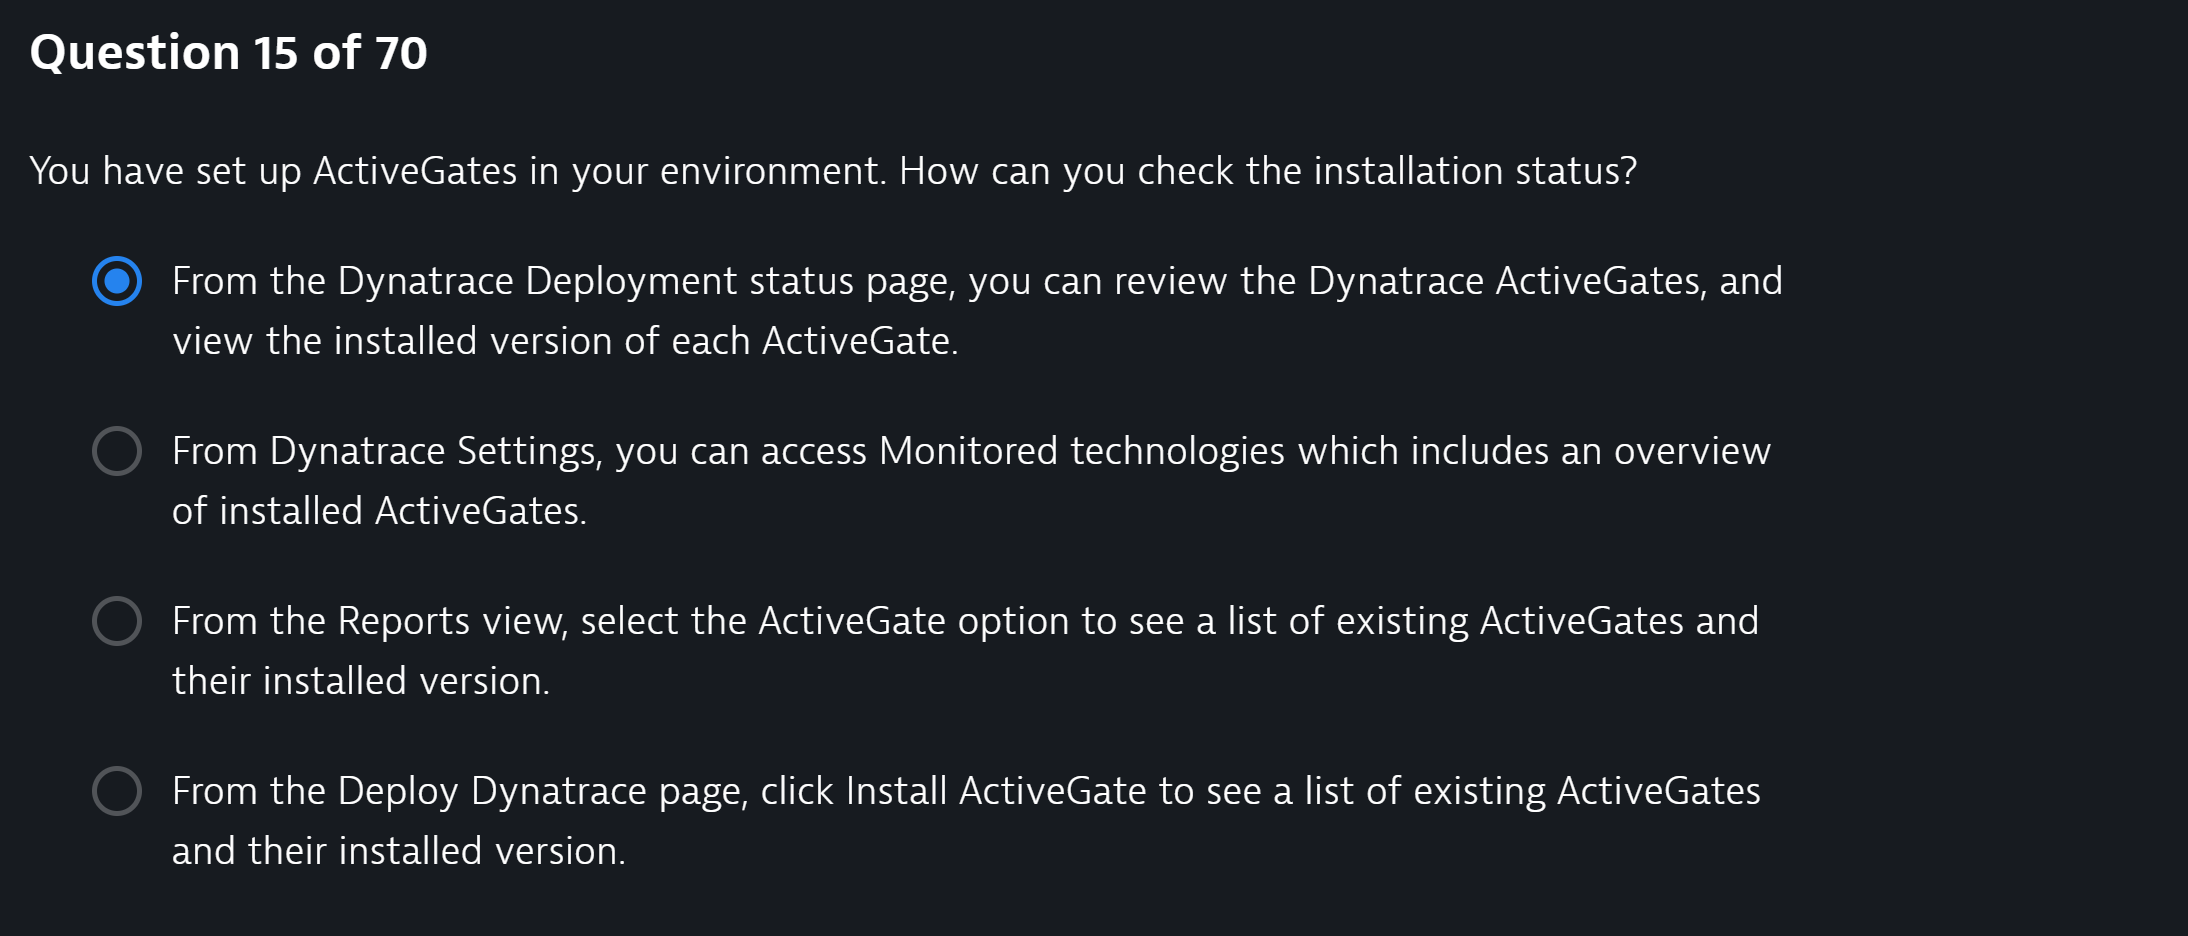 Question 15 of 70
You have set up ActiveGates in your environment. How can you check the installation status?
From the Dynatrace Deployment status page, you can review the Dynatrace ActiveGates, and
view the installed version of each ActiveGate.
From Dynatrace Settings, you can access Monitored technologies which includes an overview
of installed ActiveGates.
From the Reports view, select the ActiveGate option to see a list of existing ActiveGates and
their installed version.
From the Deploy Dynatrace page, click Install ActiveGate to see a list of existing ActiveGates
and their installed version.